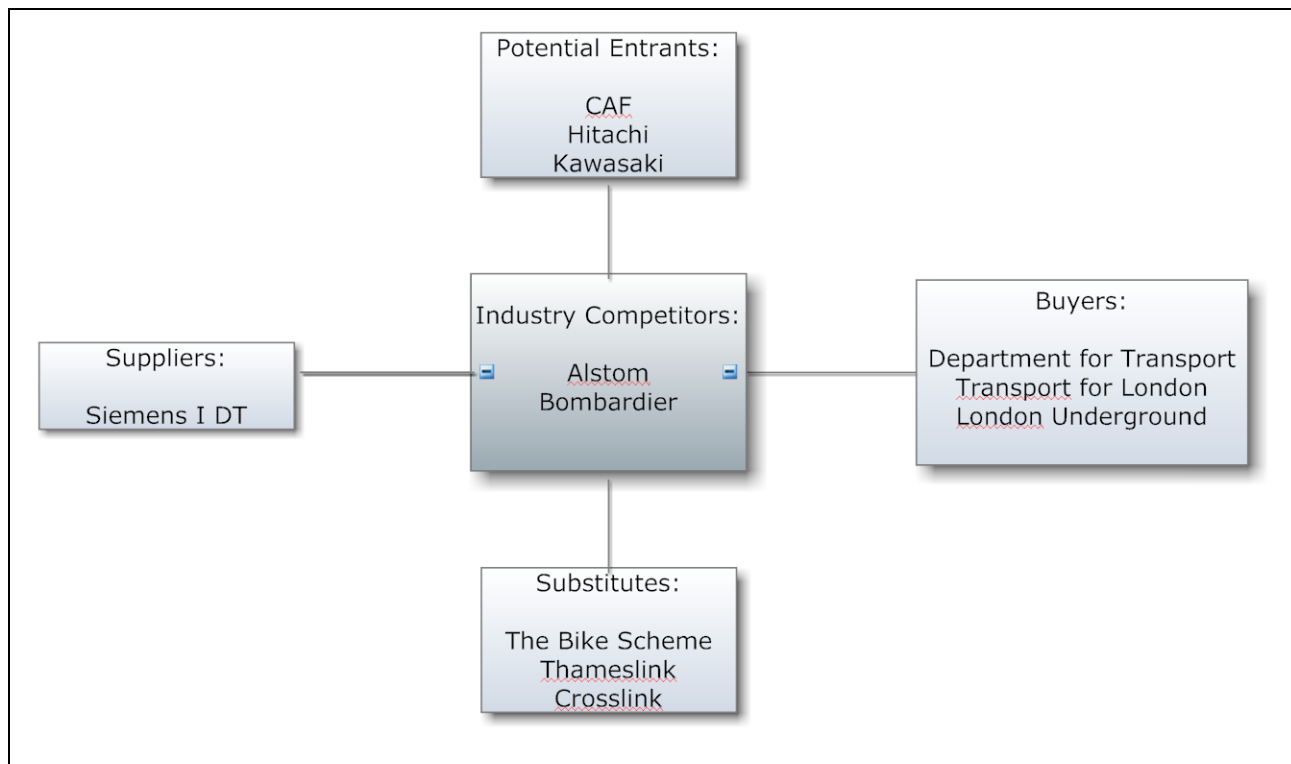 Potential Entrants:
CAF
Hitachi
Kawasaki
Industry Competitors:
Alstom
Bombardier
Suppliers:
Siemens I DT
Buyers:
Department for Transport
Transport for London
London Underground
Substitutes:
The Bike Scheme
Thameslink
Crosslink